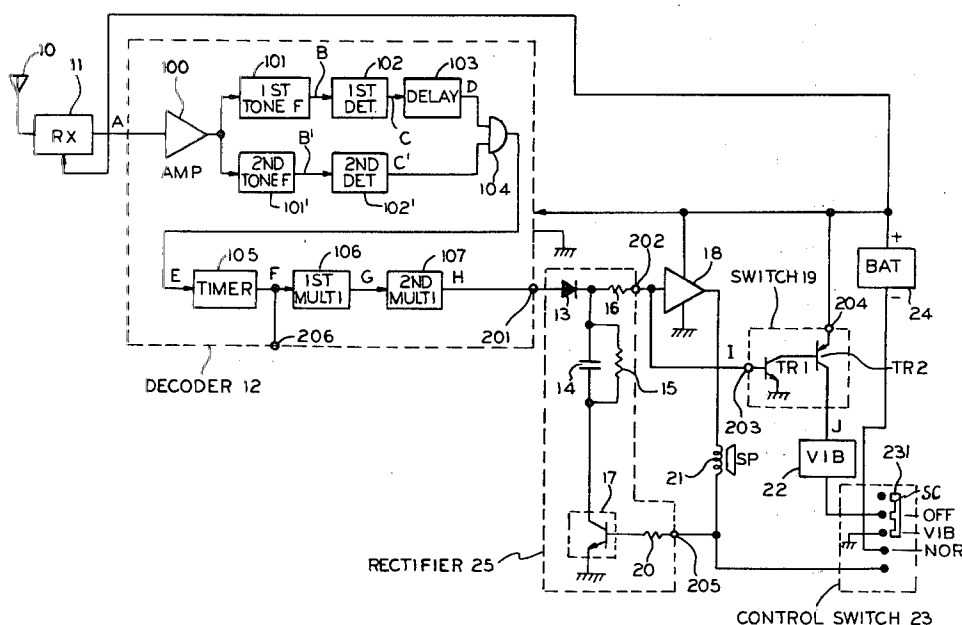 10
11
RX
A
100
AMP
101
1ST
TONE F
B
102
1ST
DET.
C
103
DELAY
D
104
2ND
TONE F
101'
B'
2ND
DET
102'
C'
E
105
TIMER
F
106
1ST
MULTI
G
107
2ND
MULTI
H
206
201
DECODER 12
202
13
16
14
15
17
20
205
RECTIFIER 25
18
I
203
SWITCH 19
TR1
204
TR2
+
BAT
-
24
J
VIB
22
21
SP
231
SC
OFF
VIB
NOR
CONTROL SWITCH 23